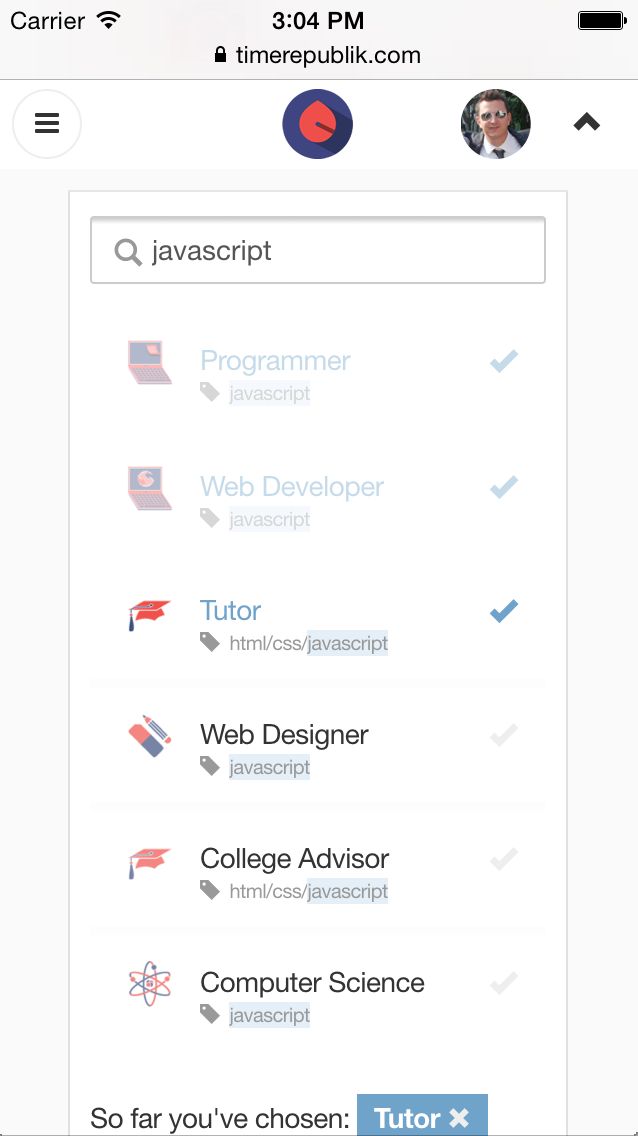 Carrier 3:04 PM
timerepublik.com
javascript
Programmer
javascript
Web Developer
javascript
Tutor
html/css/javascript
Web Designer
javascript
College Advisor
html/css/javascript
Computer Science
javascript
So far you've chosen: Tutor